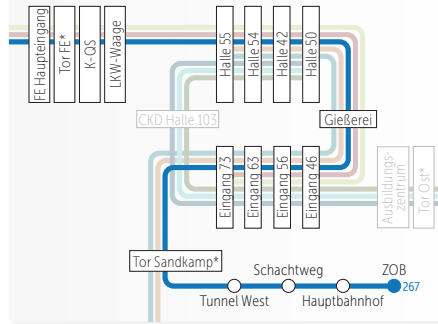 FE Haupteingang
Tor FE*
K-QS
LKW-Waage
Halle 55
Halle 54
Halle 42
Halle 50
CKD Halle 103
Gießerei
Eingang 73
Eingang 63
Eingang 56
Eingang 46
Ausbildungs-
zentrum*
Tor Ost*
Tor Sandkamp*
Schachtweg
ZOB
267
Tunnel West
Hauptbahnhof